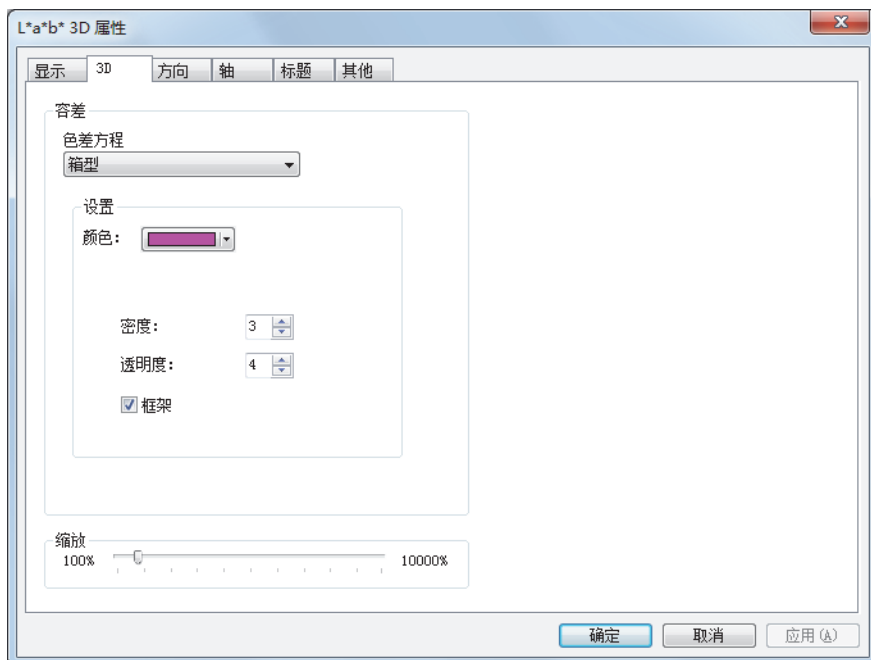 L*a*b* 3D 属性
显示 3D 方向 轴 标题 其他
容差
色差方程
箱型
设置
颜色：
密度： 3
透明度： 4
框架
缩放
100% 10000%
确定 取消 应用(A)